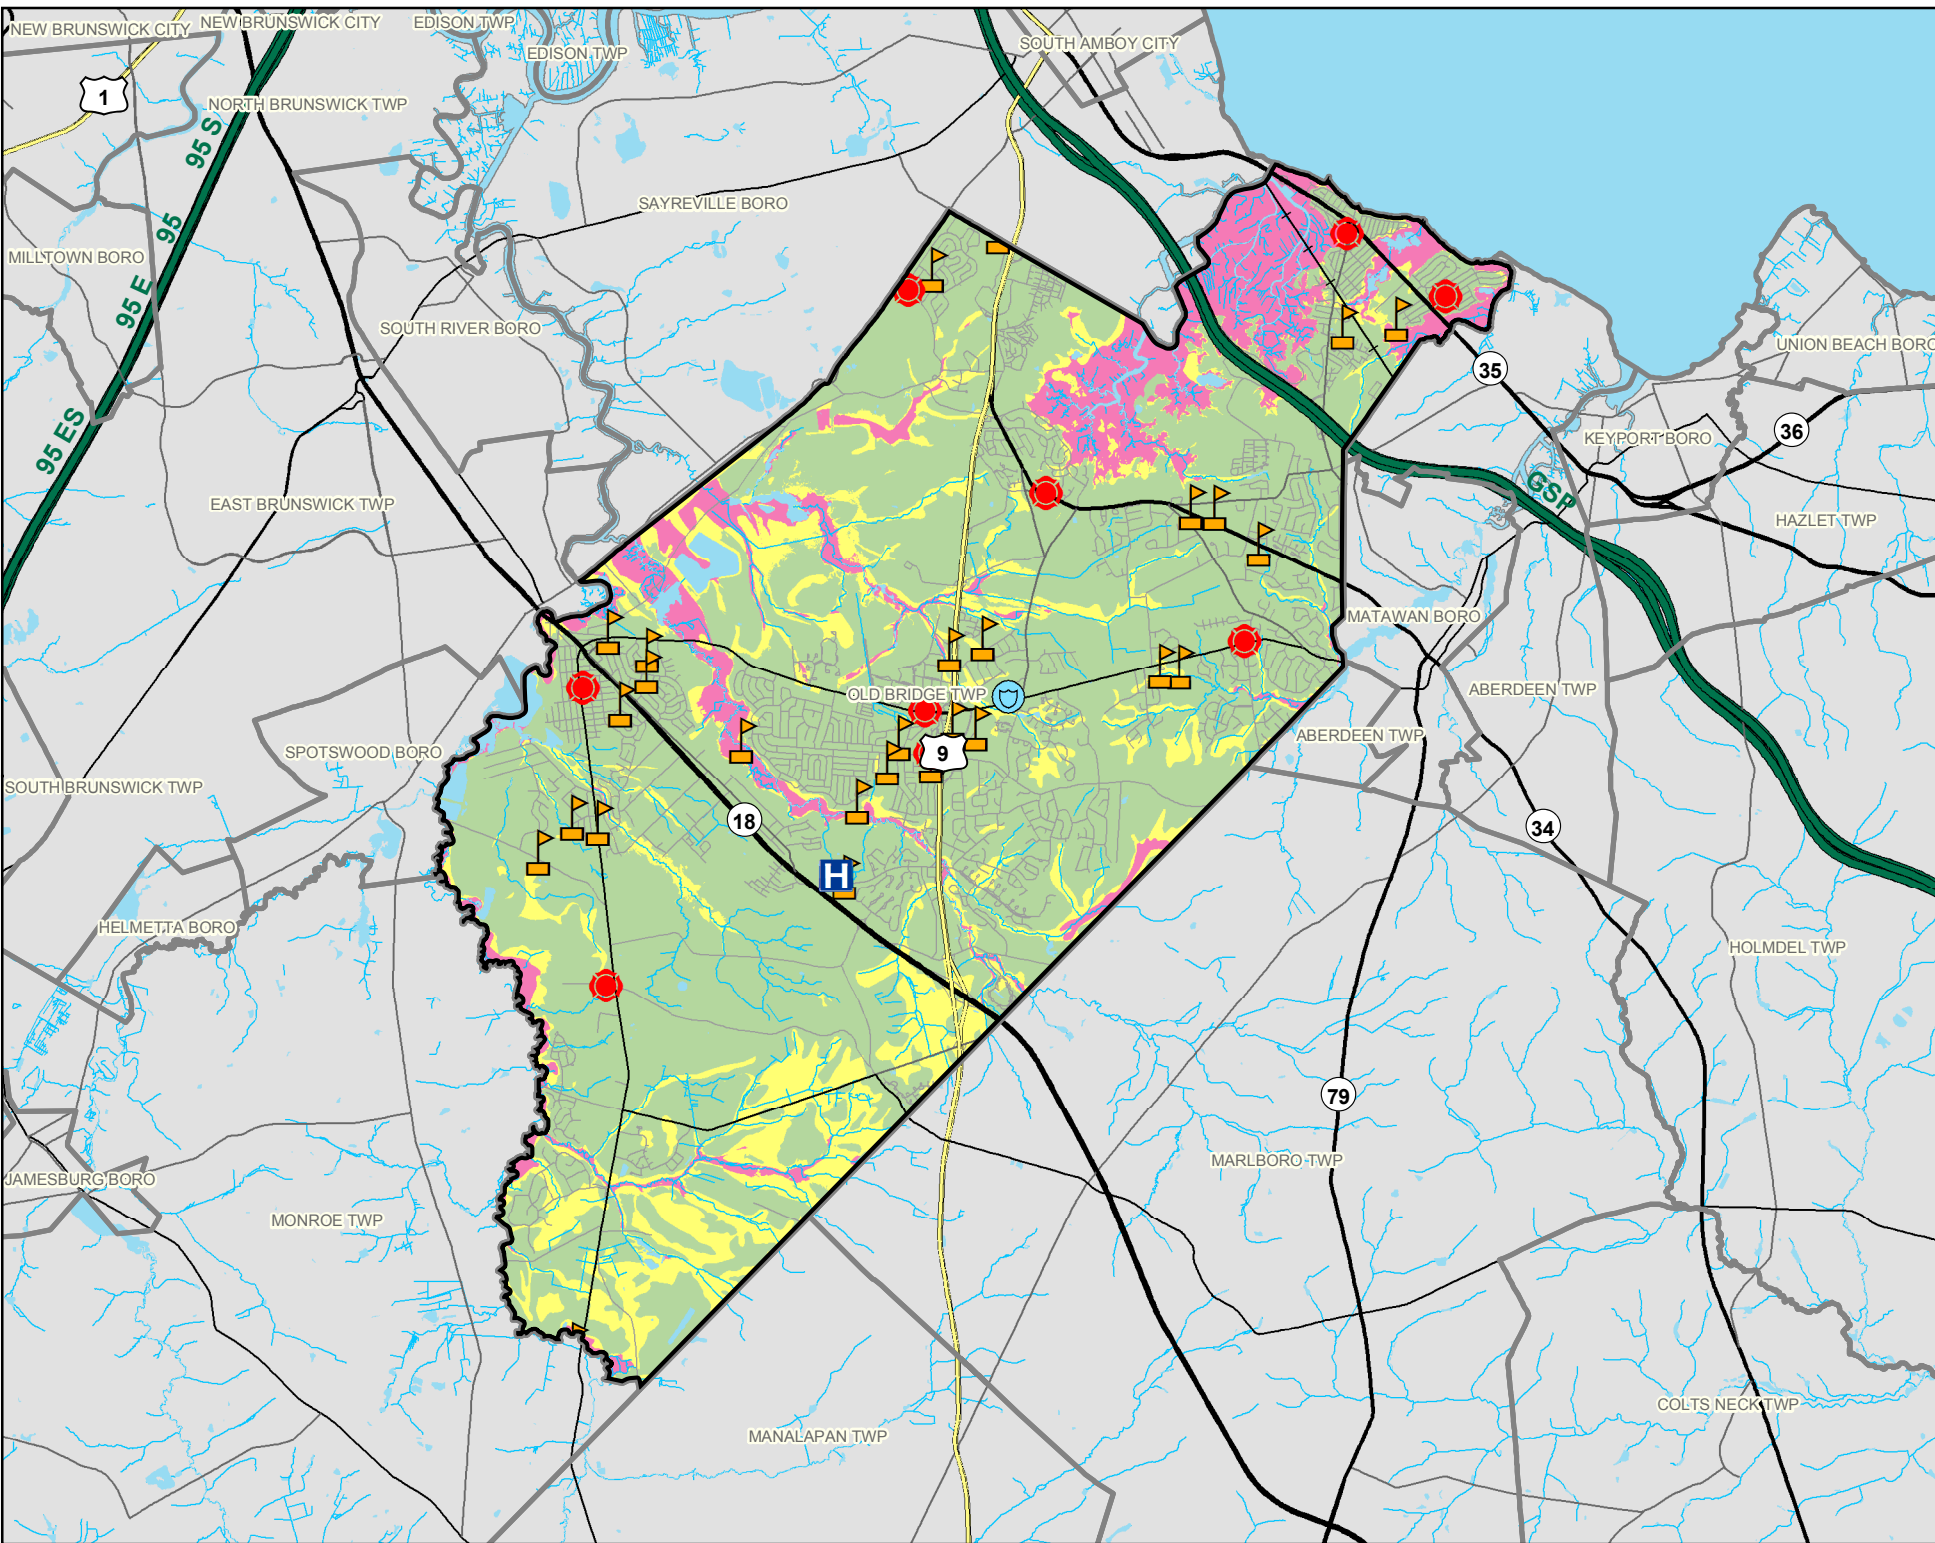 NEW BRUNSWICK CITY
NEW BRUNSWICK CITY
EDISON TWP
SOUTH AMBOY CITY
EDISON TWP
1
NORTH BRUNSWICK TWP
95 S
SAYREVILLE BORO
95
MILLTOWN BORO
95 E
SOUTH RIVER BORO
UNION BEACH BORO
35
36
KEYPORT BORO
95 ES
GSP
EAST BRUNSWICK TWP
HAZLET TWP
MATAWAN BORO
OLD BRIDGE TWP
ABERDEEN TWP
ABERDEEN TWP
SPOTSWOOD BORO
9
SOUTH BRUNSWICK TWP
18
34
H
HELMETTA BORO
HOLMDEL TWP
79
MARLBORO TWP
JAMESBURG BORO
MONROE TWP
COLTS NECK TWP
MANALAPAN TWP